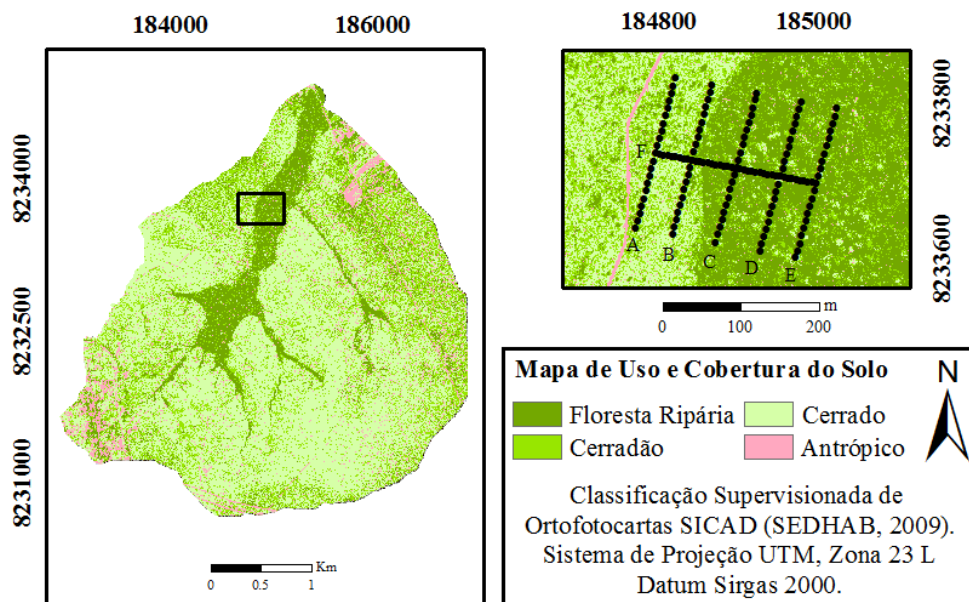 184000 186000
8234000
8232500
8231000
Km
0 0.5 1
184800 185000
8233800
8233600
F
A B C D E
m
0 100 200
Mapa de Uso e Cobertura do Solo
Floresta Ripária
Cerrado
Cerradão
Antrópico
N
Classificação Supervisionada de
Ortofotocartas SICAD (SEDHAB, 2009).
Sistema de Projeção UTM, Zona 23 L
Datum Sirgas 2000.